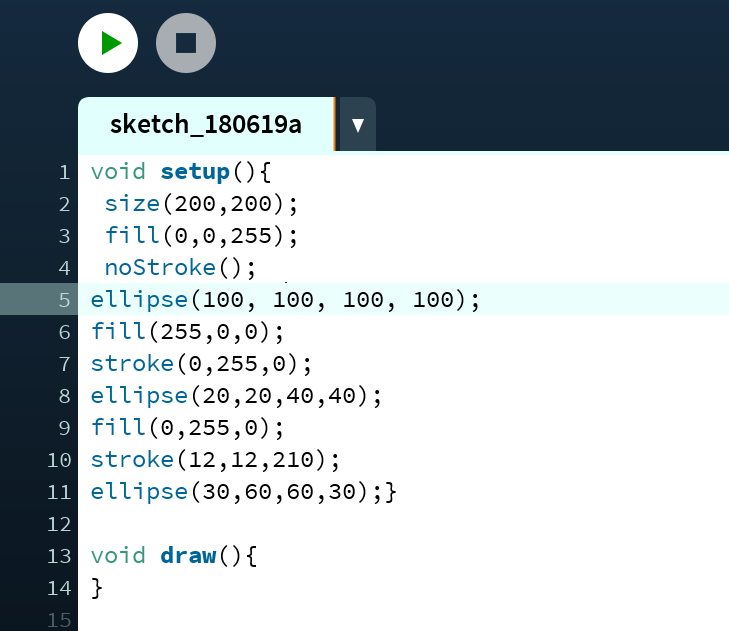 sketch_180619a ▼
1 void setup(){
2  size(200,200);
3  fill(0,0,255);
4  noStroke();
5 ellipse(100, 100, 100, 100);
6 fill(255,0,0);
7 stroke(0,255,0);
8 ellipse(20,20,40,40);
9 fill(0,255,0);
10 stroke(12,12,210);
11 ellipse(30,60,60,30);}
12
13 void draw(){
14 }
15